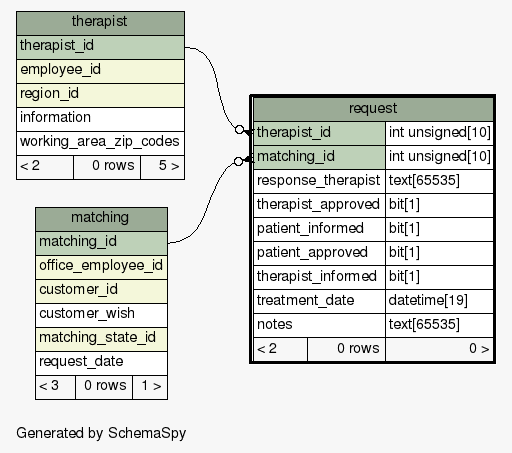 therapist
therapist_id
employee_id
region_id
information
working_area_zip_codes
< 2 0 rows 5 >
matching
matching_id
office_employee_id
customer_id
customer_wish
matching_state_id
request_date
< 3 0 rows 1 >
request
therapist_id int unsigned[10]
matching_id int unsigned[10]
response_therapist text[65535]
therapist_approved bit[1]
patient_informed bit[1]
patient_approved bit[1]
therapist_informed bit[1]
treatment_date datetime[19]
notes text[65535]
< 2 0 rows 0 >
Generated by SchemaSpy